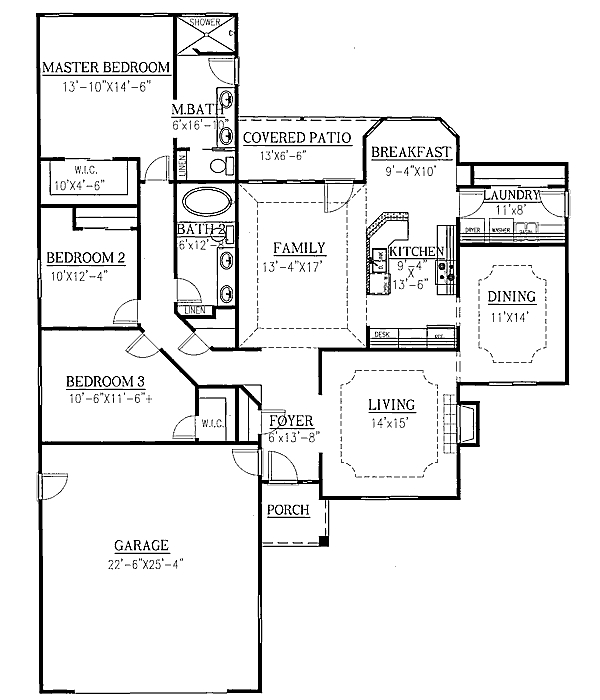 SHOWER
MASTER BEDROOM
13'-10"X14'-6"
M.BATH
6'x16'-10"
LINEN
COVERED PATIO
13'X6'-6"
BREAKFAST
9'-4"X10'
W.I.C.
10'X4'-6"
LAUNDRY
11'x8'
DRYER
WASHER
BATH 2
6'x12'
LINEN
BEDROOM 2
10'X12'-4"
FAMILY
13'-4"X17'
KITCHEN
9'-4"
X
13'-6"
DINING
11'X14'
DESK
REF.
BEDROOM 3
10'-6"X11'-6"+
W.I.C.
FOYER
6'x13'-8"
LIVING
14'x15'
PORCH
GARAGE
22'-6"X25'-4"